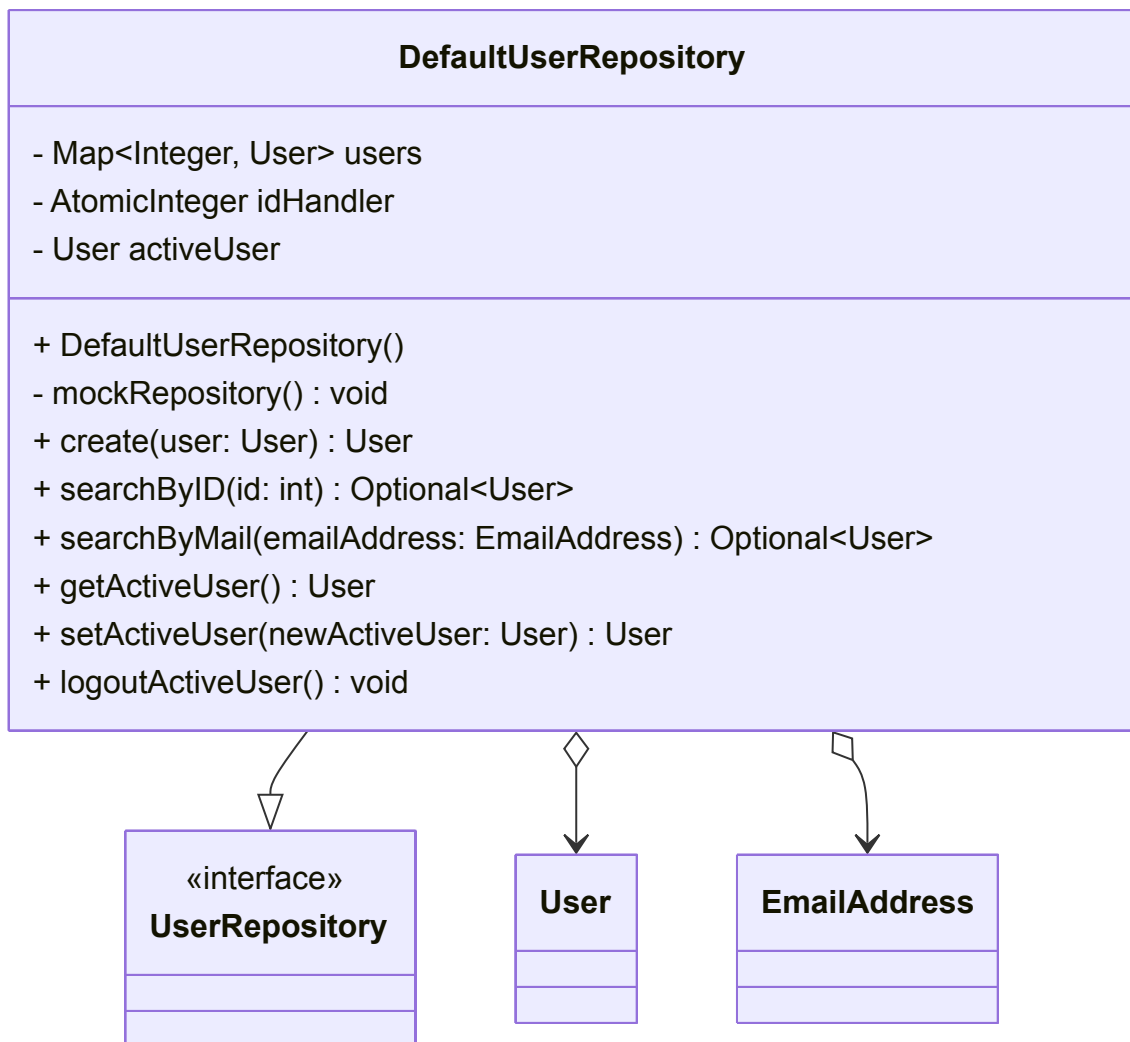 DefaultUserRepository
- Map<Integer, User> users
- AtomicInteger idHandler
- User activeUser
+ DefaultUserRepository()
- mockRepository() : void
+ create(user: User) : User
+ searchByID(id: int) : Optional<User>
+ searchByMail(emailAddress: EmailAddress) : Optional<User>
+ getActiveUser() : User
+ setActiveUser(newActiveUser: User) : User
+ logoutActiveUser() : void
«interface»
UserRepository
User
EmailAddress